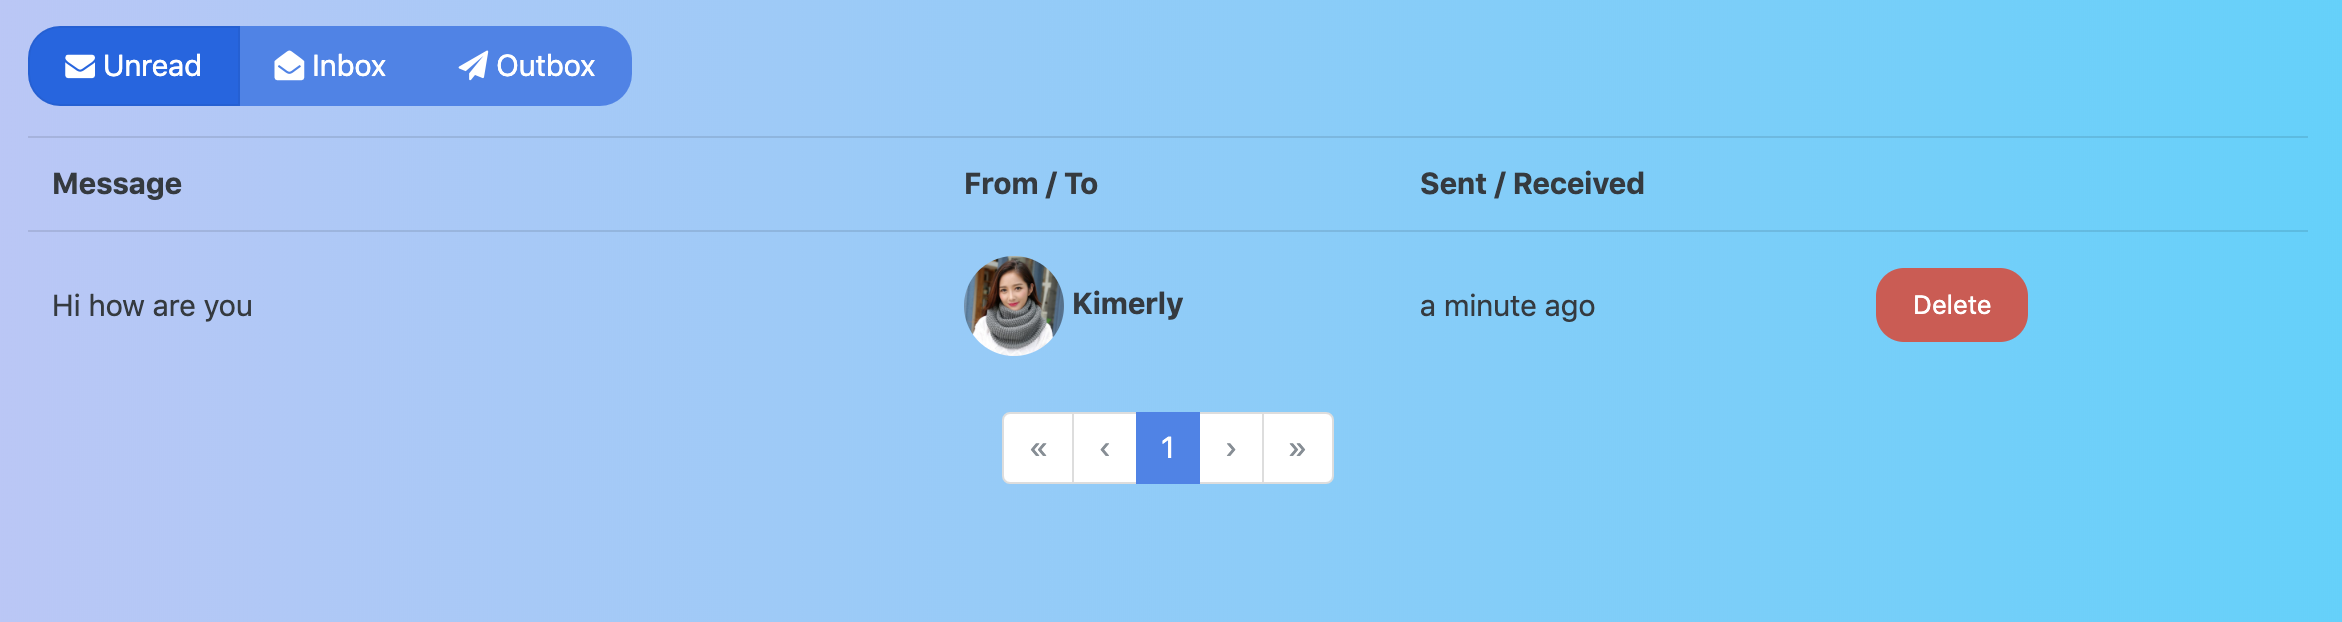 Unread Inbox Outbox
Message From / To Sent / Received
Hi how are you Kimerly a minute ago Delete
« ‹ 1 › »